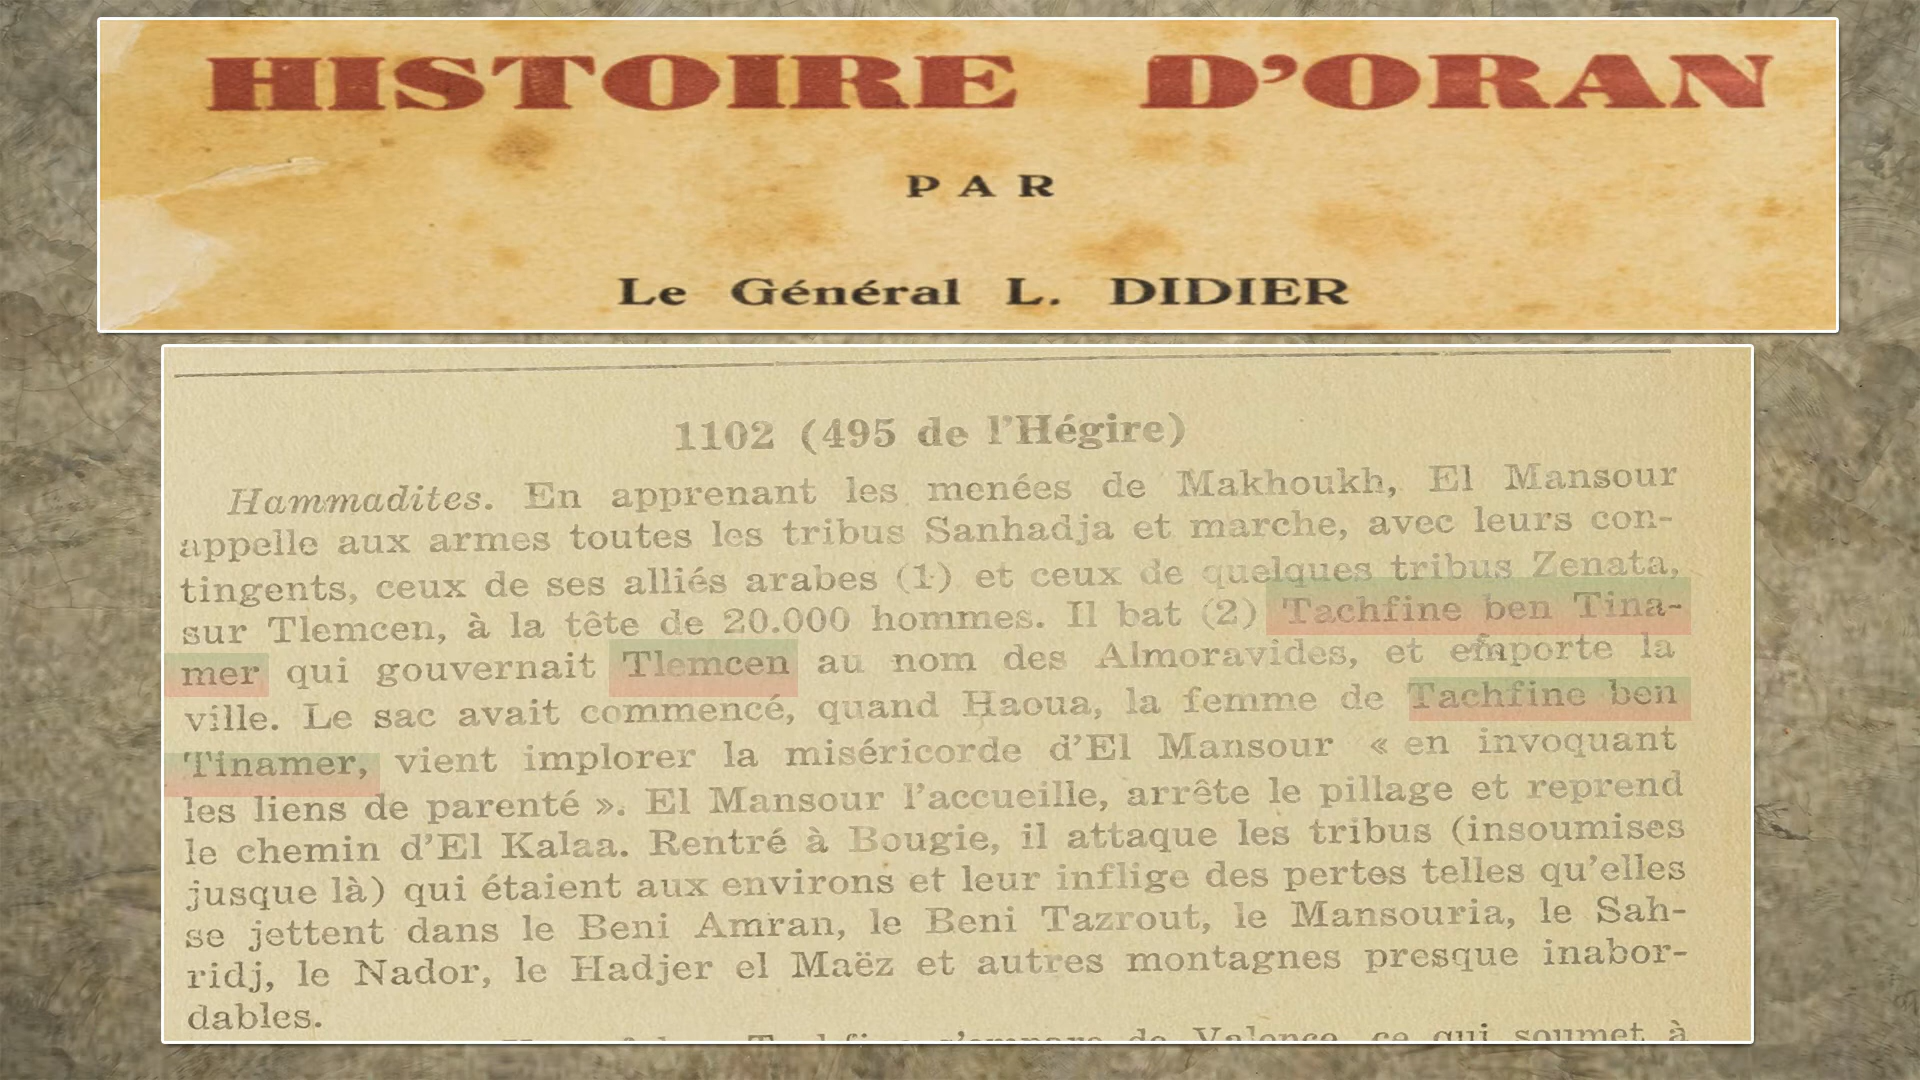 HISTOIRE D'ORAN
PAR
Le Général L. DIDIER
1102 (495 de l'Hégire)
Hammadites. En apprenant les menées de Makhoukh, El Mansour
appelle aux armes toutes les tribus Sanhadja et marche, avec leurs con-
tingents, ceux de ses alliés arabes (1) et ceux de quelques tribus Zenata,
sur Tlemcen, à la tête de 20.000 hommes. Il bat (2) Tachfine ben Tina-
mer qui gouvernait Tlemcen au nom des Almoravides, et emporte la
ville. Le sac avait commencé, quand Haoua, la femme de Tachfine ben
Tinamer, vient implorer la miséricorde d'El Mansour « en invoquant
les liens de parenté ». El Mansour l'accueille, arrête le pillage et reprend
le chemin d'El Kalaa. Rentré à Bougie, il attaque les tribus (insoumises
jusque là) qui étaient aux environs et leur inflige des pertes telles qu'elles
se jettent dans le Beni Amran, le Beni Tazrout, le Mansouria, le Sah-
ridj, le Nador, le Hadjer el Maëz et autres montagnes presque inabor-
dables.
de Valence, ce qui soumet à